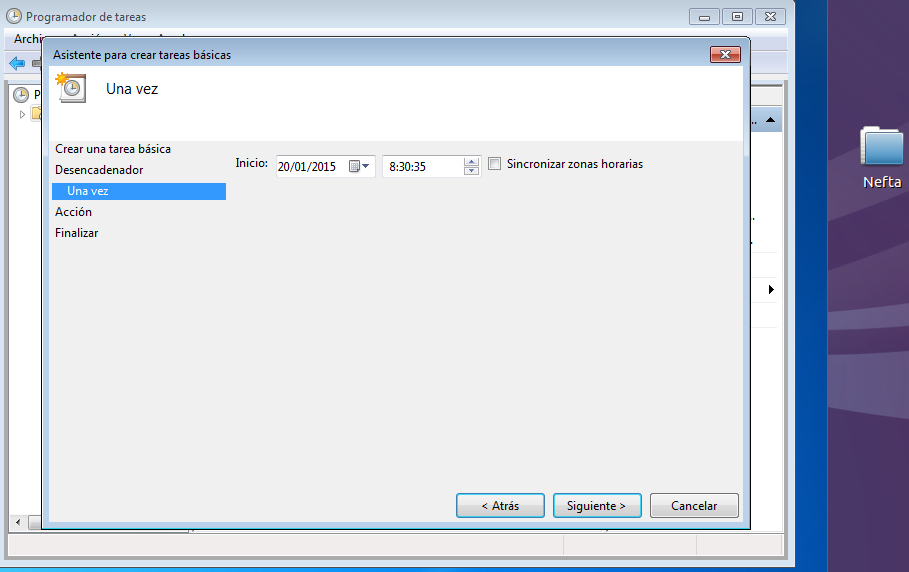 Programador de tareas
Asistente para crear tareas básicas
Una vez
Crear una tarea básica
Desencadenador
Una vez
Acción
Finalizar
Inicio: 20/01/2015 8:30:35 Sincronizar zonas horarias
< Atrás Siguiente > Cancelar
Nefta